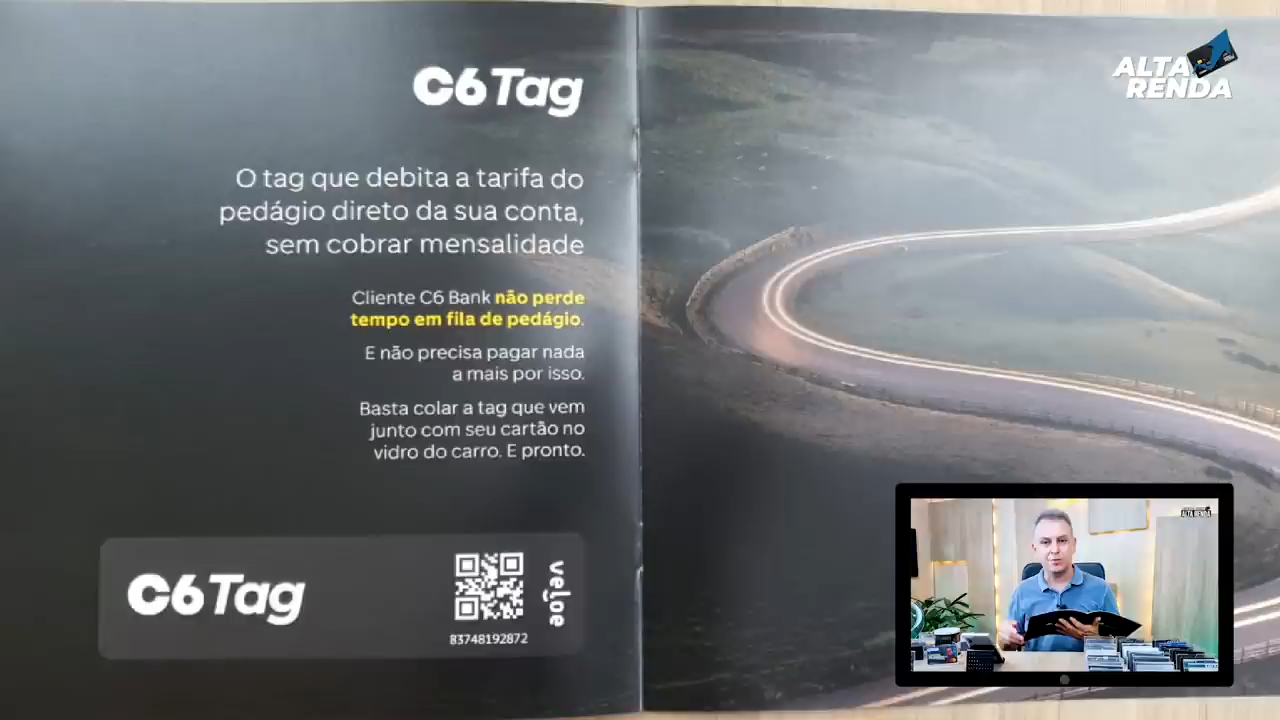 C6 Tag
O tag que debita a tarifa do
pedágio direto da sua conta,
sem cobrar mensalidade
Cliente C6 Bank não perde
tempo em fila de pedágio.
E não precisa pagar nada
a mais por isso.
Basta colar a tag que vem
junto com seu cartão no
vidro do carro. E pronto.
C6 Tag
veloe
83748192872
ALTA
RENDA
ALTA RENDA